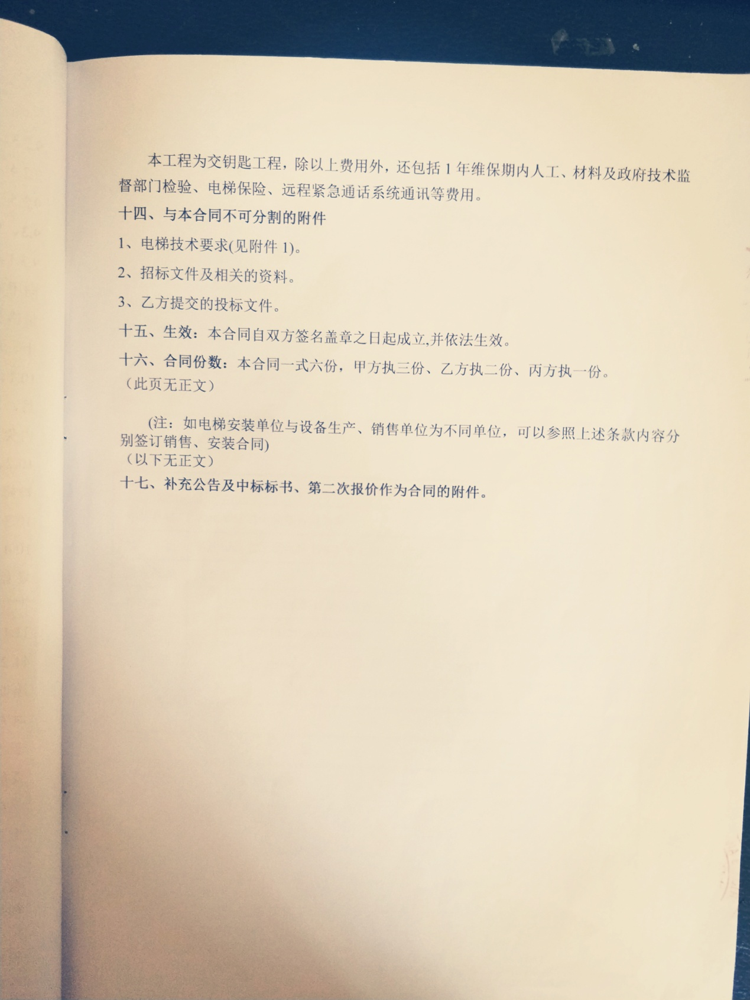 本工程为交钥匙工程，除以上费用外，还包括 1 年维保期内人工、材料及政府技术监
督部门检验、电梯保险、远程紧急通话系统通讯等费用。
十四、与本合同不可分割的附件
1、电梯技术要求(见附件 1)。
2、招标文件及相关的资料。
3、乙方提交的投标文件。
十五、生效：本合同自双方签名盖章之日起成立,并依法生效。
十六、合同份数：本合同一式六份，甲方执三份、乙方执二份、丙方执一份。
（此页无正文）
(注：如电梯安装单位与设备生产、销售单位为不同单位，可以参照上述条款内容分
别签订销售、安装合同)
（以下无正文）
十七、补充公告及中标标书、第二次报价作为合同的附件。